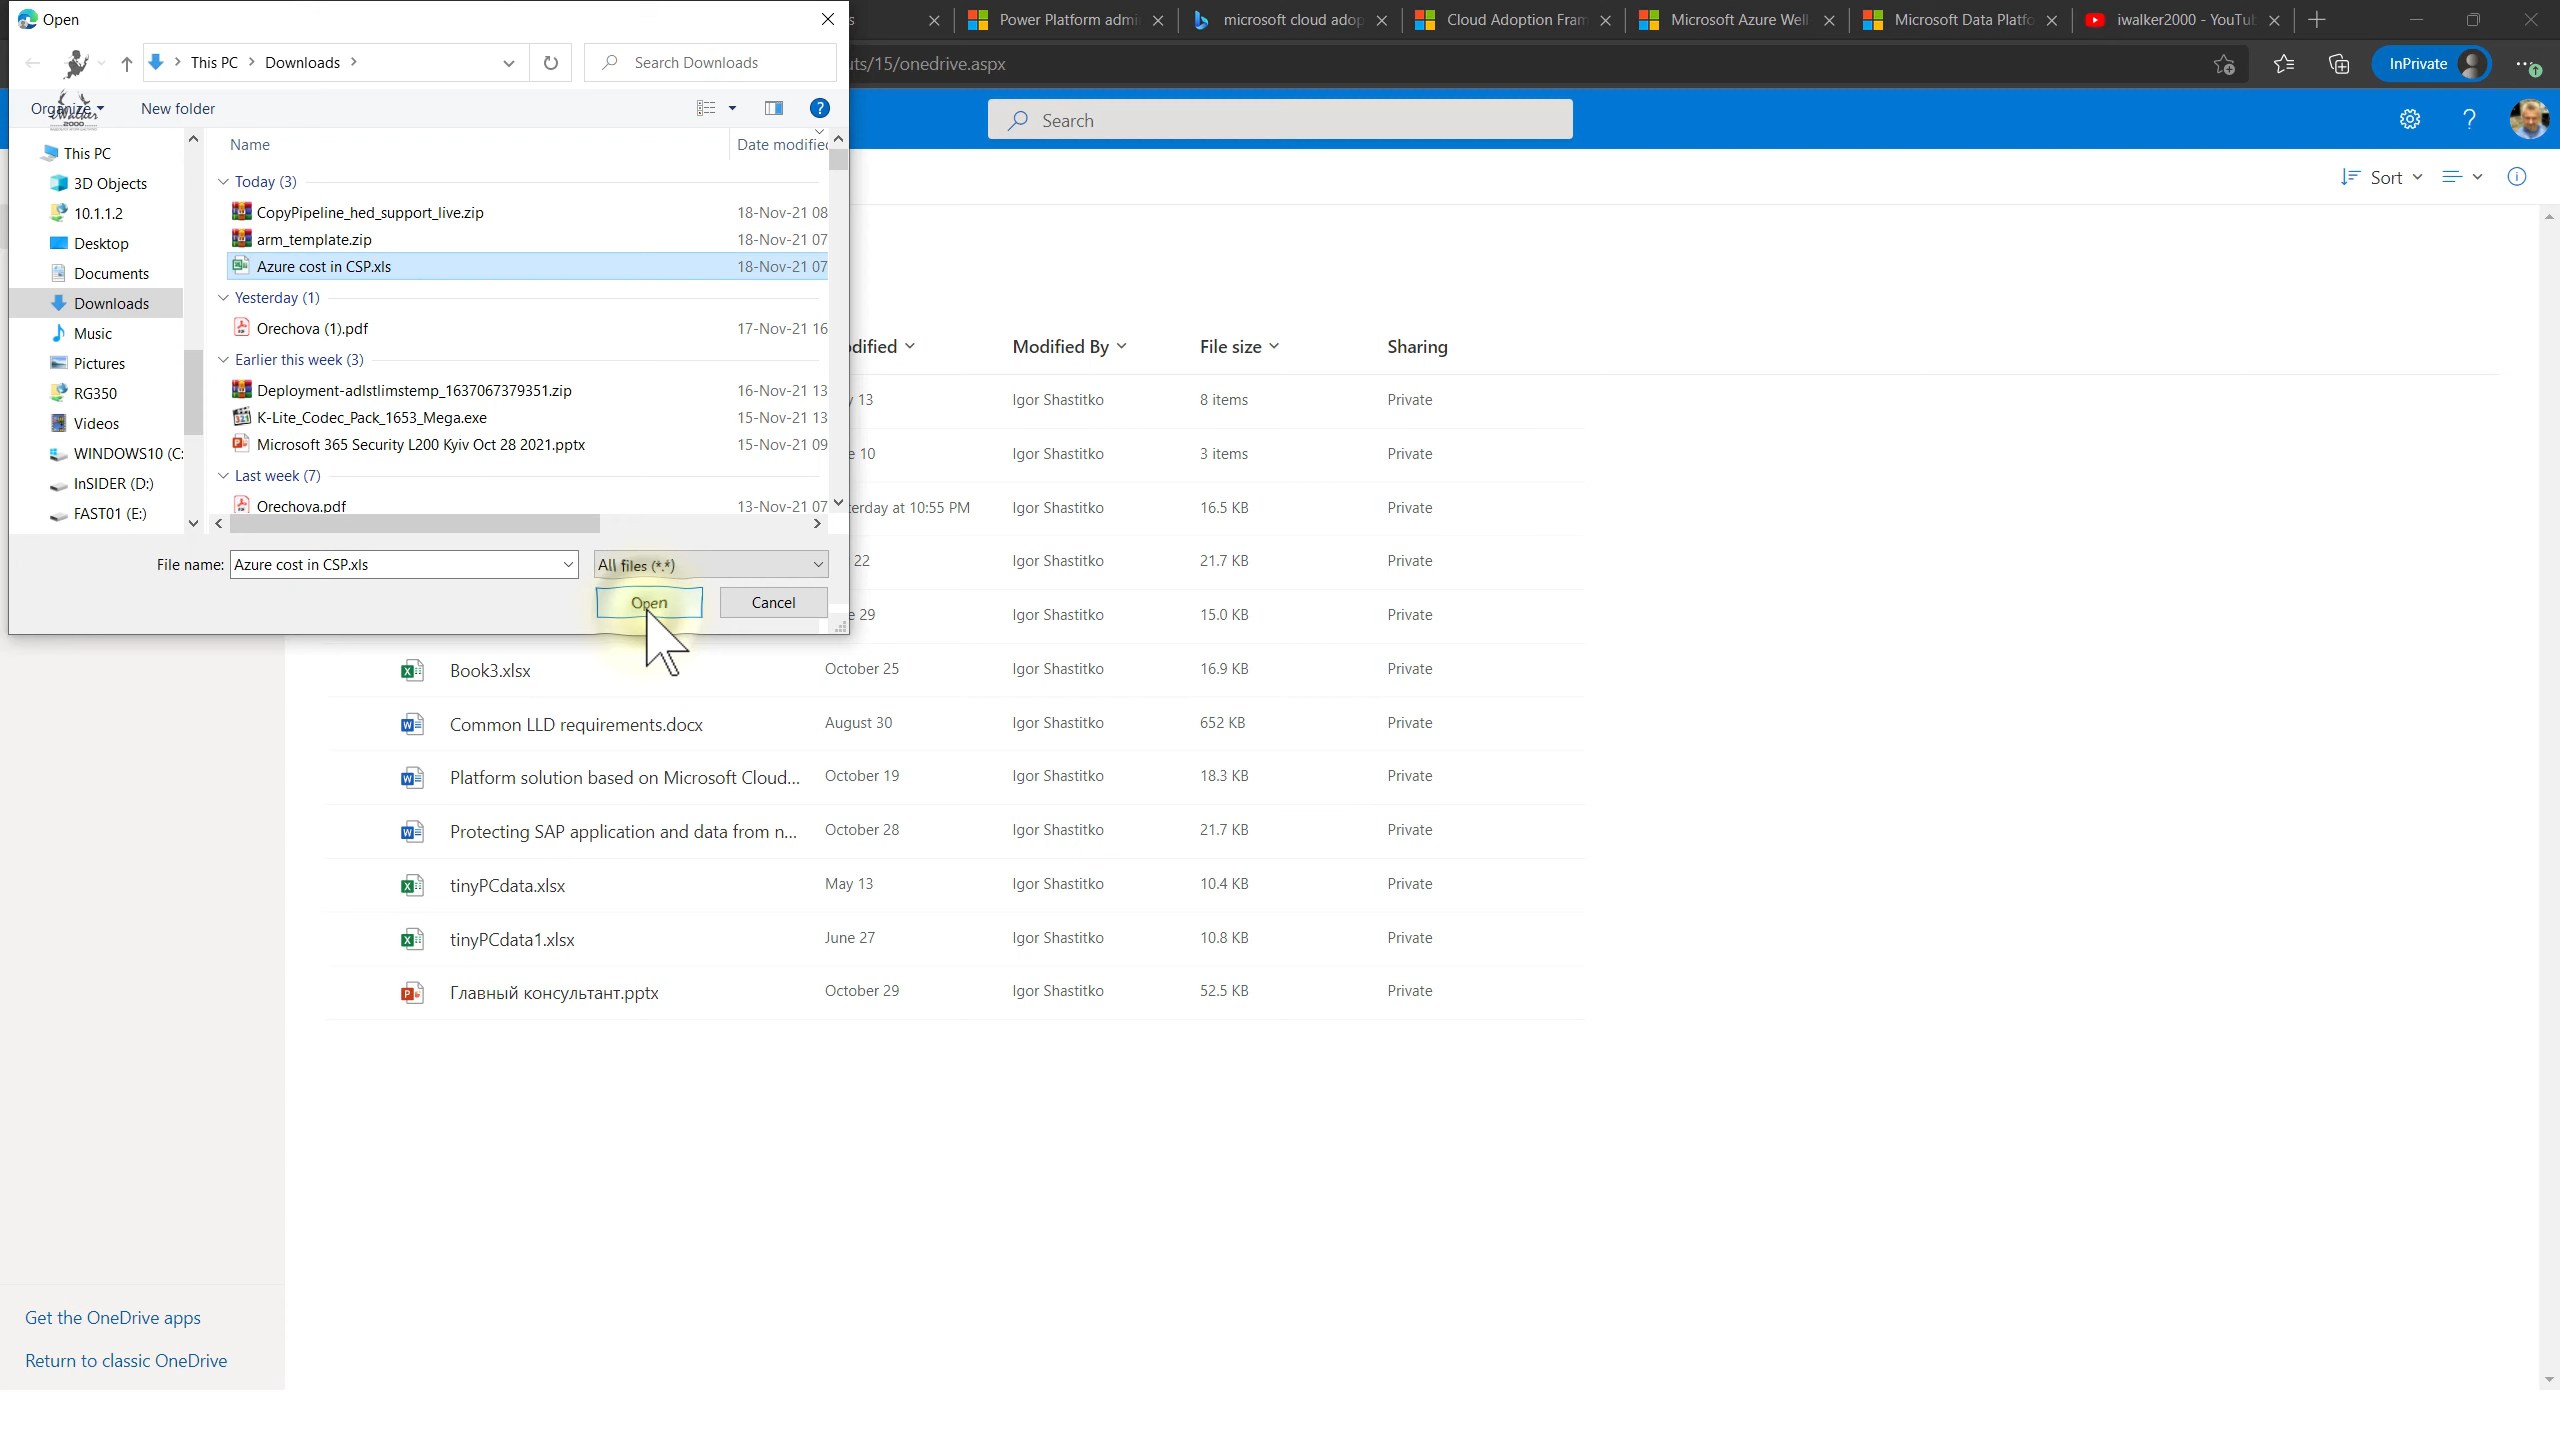 Open
Power Platform admi
microsoft cloud adop
Cloud Adoption Fram
Microsoft Azure Well
Microsoft Data Platfo
iwalker2000 - YouTub
This PC
Downloads
Search Downloads
uts/15/onedrive.aspx
InPrivate
Organize
New folder
iWalker
2000
Search
This PC
3D Objects
10.1.1.2
Desktop
Documents
Downloads
Music
Pictures
RG350
Videos
WINDOWS10 (C:
InSIDER (D:)
FAST01 (E:)
Name
Date modified
Today (3)
CopyPipeline_hed_support_live.zip 18-Nov-21 08
arm_template.zip 18-Nov-21 07
Azure cost in CSP.xls 18-Nov-21 07
Yesterday (1)
Orechova (1).pdf 17-Nov-21 16
Earlier this week (3)
Deployment-adlstlimstemp_1637067379351.zip 16-Nov-21 13
K-Lite_Codec_Pack_1653_Mega.exe 15-Nov-21 13
Microsoft 365 Security L200 Kyiv Oct 28 2021.pptx 15-Nov-21 09
Last week (7)
Orechova.pdf 13-Nov-21 07
File name: Azure cost in CSP.xls
All files (*.*)
Open
Cancel
Sort
odified Modified By File size Sharing
y 13 Igor Shastitko 8 items Private
e 10 Igor Shastitko 3 items Private
terday at 10:55 PM Igor Shastitko 16.5 KB Private
22 Igor Shastitko 21.7 KB Private
e 29 Igor Shastitko 15.0 KB Private
Book3.xlsx October 25 Igor Shastitko 16.9 KB Private
Common LLD requirements.docx August 30 Igor Shastitko 652 KB Private
Platform solution based on Microsoft Cloud... October 19 Igor Shastitko 18.3 KB Private
Protecting SAP application and data from n... October 28 Igor Shastitko 21.7 KB Private
tinyPCdata.xlsx May 13 Igor Shastitko 10.4 KB Private
tinyPCdata1.xlsx June 27 Igor Shastitko 10.8 KB Private
Главный консультант.pptx October 29 Igor Shastitko 52.5 KB Private
Get the OneDrive apps
Return to classic OneDrive